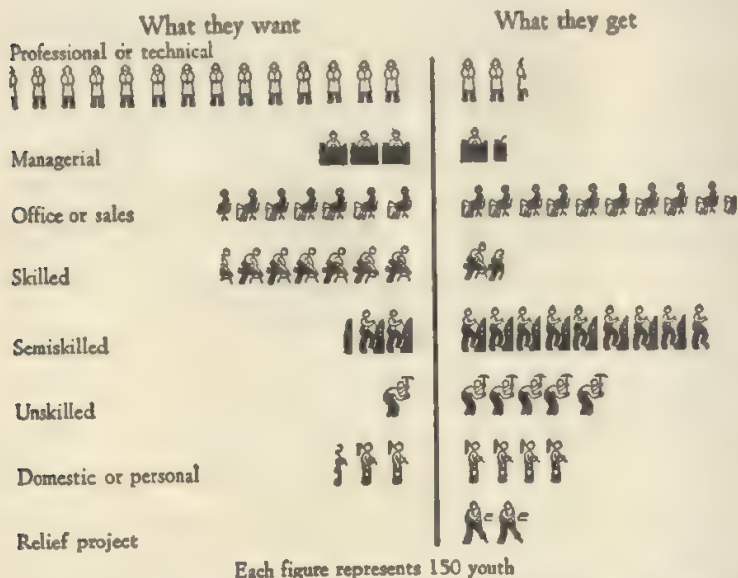 What they want
What they get
Professional or technical
Managerial
Office or sales
Skilled
Semiskilled
Unskilled
Domestic or personal
Relief project
Each figure represents 150 youth